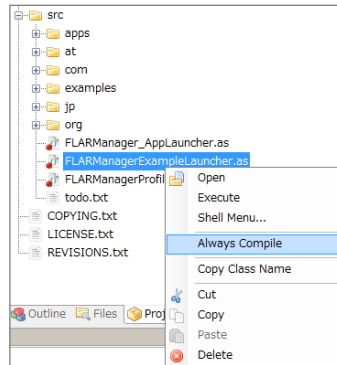 src
apps
at
com
examples
jp
org
FLARManager_AppLauncher.as
FLARManagerExampleLauncher.as
FLARManagerProfil
todo.txt
COPYING.txt
LICENSE.txt
REVISIONS.txt
Open
Execute
Shell Menu...
Always Compile
Copy Class Name
Cut
Copy
Paste
Delete
Outline Files Proj